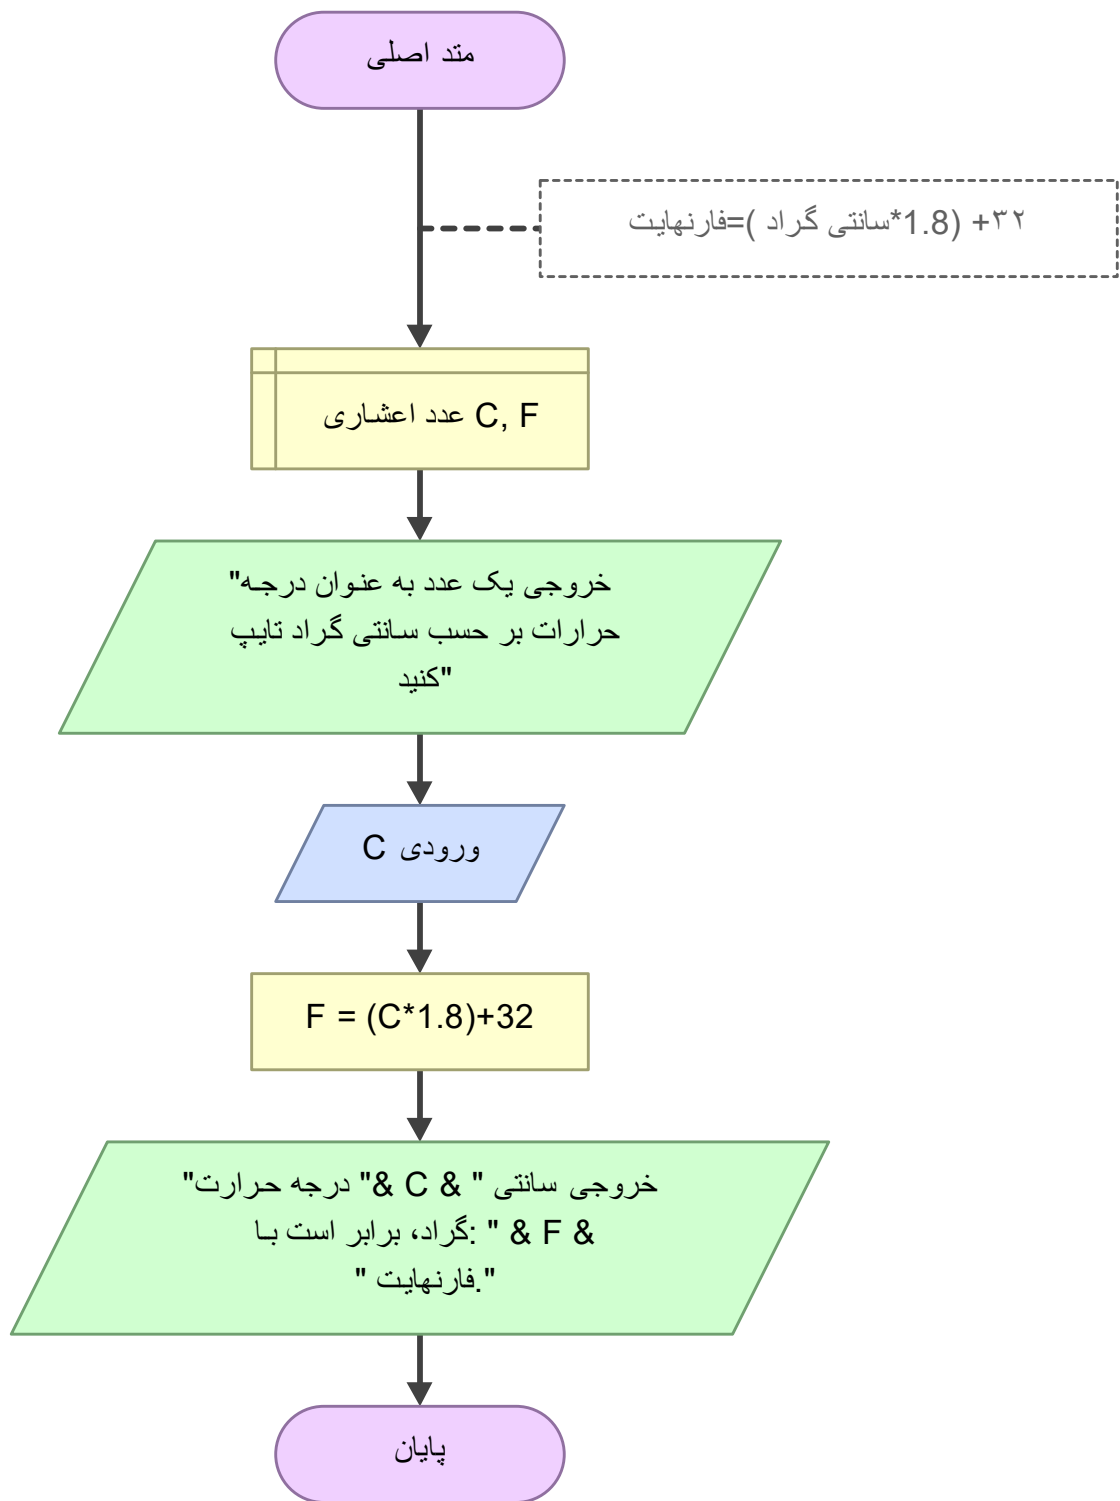 متد اصلی
۳۲+ (1.8*سانتی گراد )=فارنهایت
عدد اعشاری C, F
"خروجی یک عدد به عنوان درجه
حرارات بر حسب سانتی گراد تایپ
کنید"
ورودی C
F = (C*1.8)+32
"خروجی سانتی " & C &" درجه حرارت
گراد، برابر است با: " & F &
" فارنهایت."
پایان